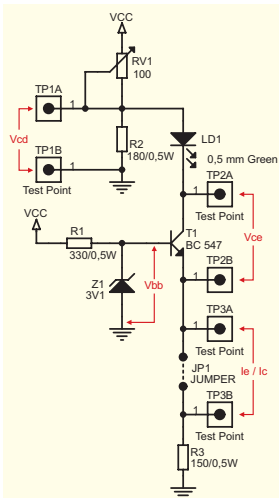 VCC
RV1
100
TP1A
1
Vcd
R2
180/0,5W
LD1
TP1B
1
Test Point
0,5 mm Green
TP2A
1
Test Point
VCC
R1
330/0,5W
T1
BC 547
Vce
TP2B
1
Z1
3V1
Vbb
Test Point
TP3A
1
Test Point
JP1
JUMPER
Ie / Ic
TP3B
1
Test Point
R3
150/0,5W